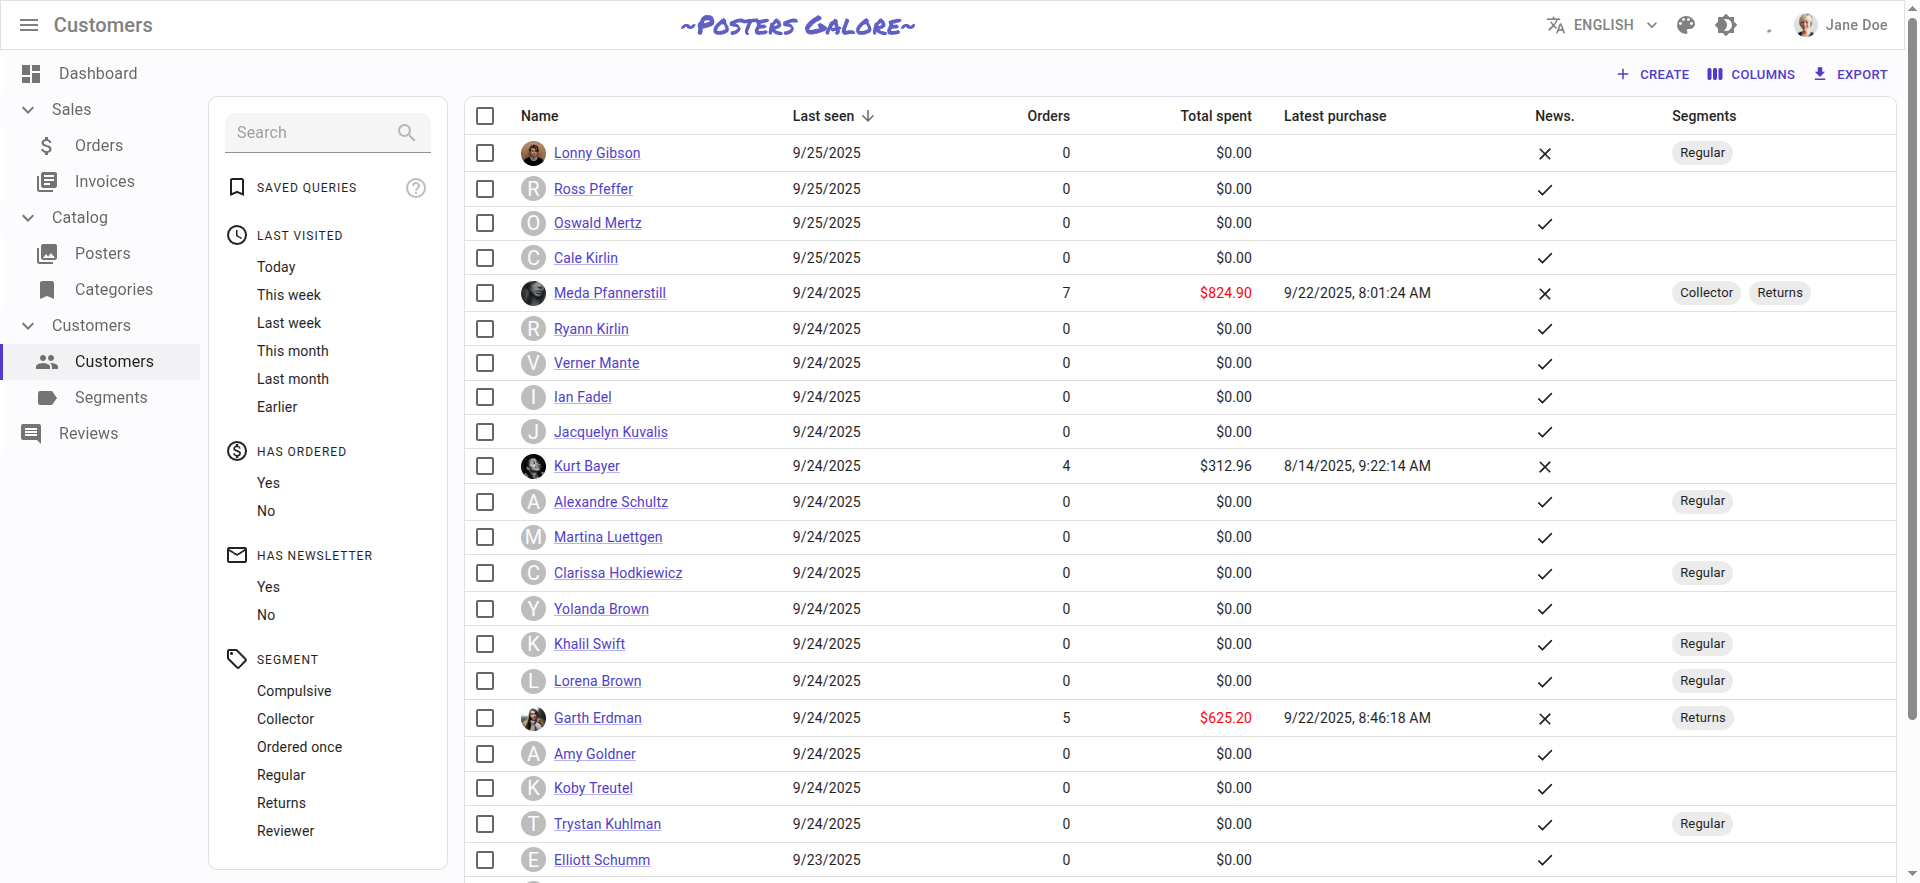 Customers
~Posters Galore~
ENGLISH
Jane Doe
Dashboard
Sales
Orders
Invoices
Catalog
Posters
Categories
Customers
Customers
Segments
Reviews
CREATE
COLUMNS
EXPORT
Search
SAVED QUERIES
?
LAST VISITED
Today
This week
Last week
This month
Last month
Earlier
HAS ORDERED
Yes
No
HAS NEWSLETTER
Yes
No
SEGMENT
Compulsive
Collector
Ordered once
Regular
Returns
Reviewer
Name Last seen Orders Total spent Latest purchase News. Segments
Lonny Gibson 9/25/2025 0 $0.00 Regular
R Ross Pfeffer 9/25/2025 0 $0.00
O Oswald Mertz 9/25/2025 0 $0.00
C Cale Kirlin 9/25/2025 0 $0.00
Meda Pfannerstill 9/24/2025 7 $824.90 9/22/2025, 8:01:24 AM Collector Returns
R Ryann Kirlin 9/24/2025 0 $0.00
V Verner Mante 9/24/2025 0 $0.00
I Ian Fadel 9/24/2025 0 $0.00
J Jacquelyn Kuvalis 9/24/2025 0 $0.00
Kurt Bayer 9/24/2025 4 $312.96 8/14/2025, 9:22:14 AM
A Alexandre Schultz 9/24/2025 0 $0.00 Regular
M Martina Luettgen 9/24/2025 0 $0.00
C Clarissa Hodkiewicz 9/24/2025 0 $0.00 Regular
Y Yolanda Brown 9/24/2025 0 $0.00
K Khalil Swift 9/24/2025 0 $0.00 Regular
L Lorena Brown 9/24/2025 0 $0.00 Regular
Garth Erdman 9/24/2025 5 $625.20 9/22/2025, 8:46:18 AM Returns
A Amy Goldner 9/24/2025 0 $0.00
K Koby Treutel 9/24/2025 0 $0.00
T Trystan Kuhlman 9/24/2025 0 $0.00 Regular
E Elliott Schumm 9/23/2025 0 $0.00